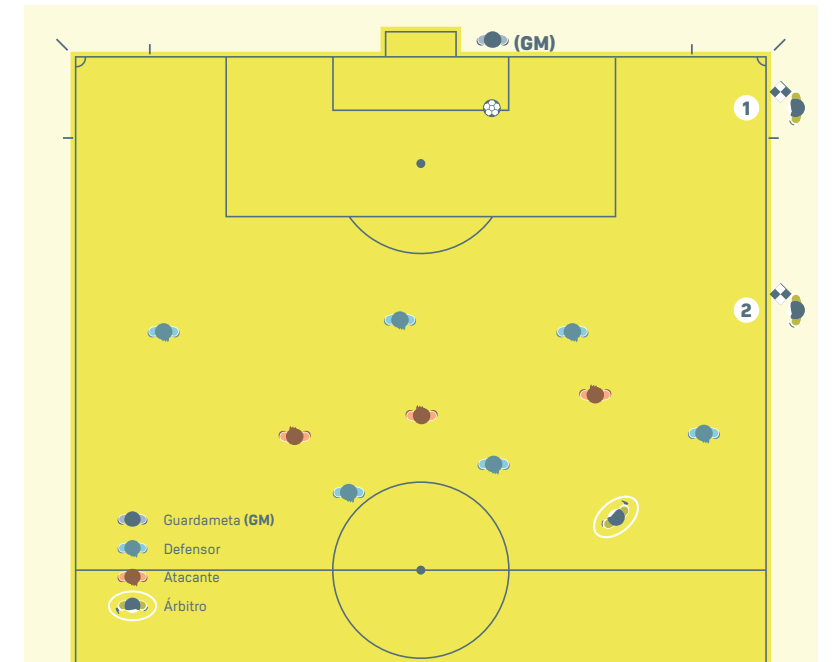 (GM)
1
2
Guardameta (GM)
Defensor
Atacante
Árbitro